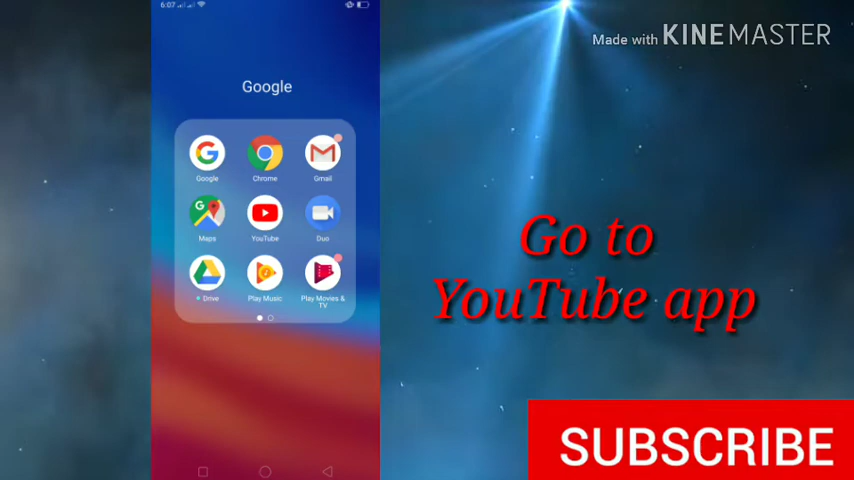 6:07
Made with KINEMASTER
Google
Google Chrome Gmail
Maps YouTube Duo
Drive Play Music Play Movies &
TV
Go to
YouTube app
SUBSCRIBE